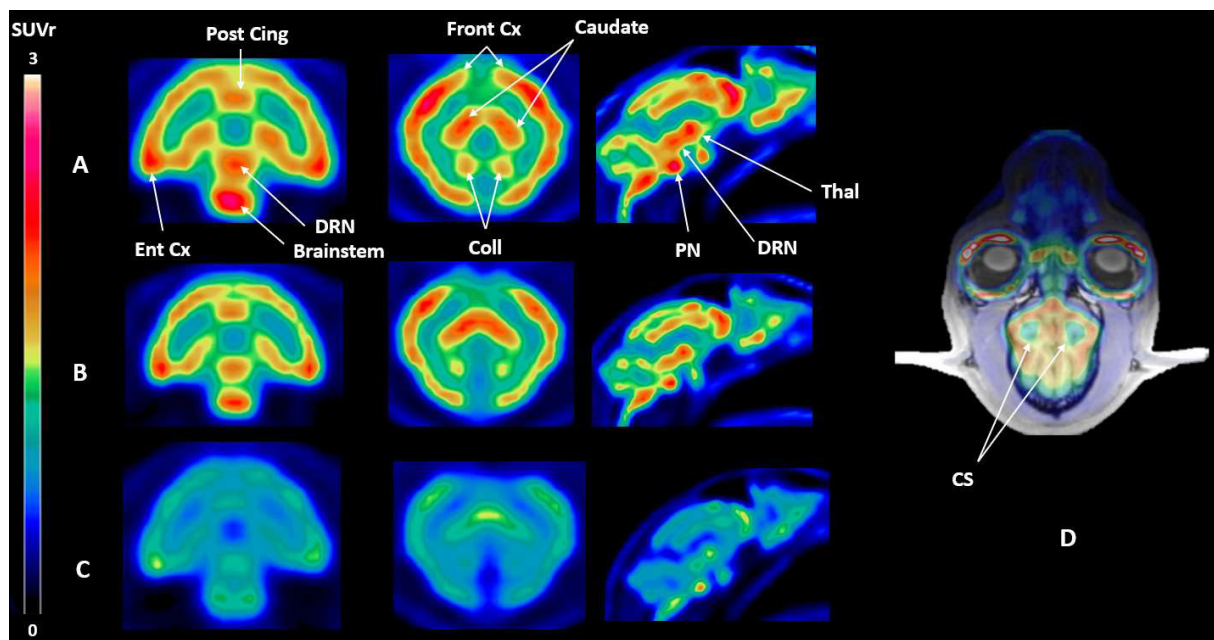 SUVr
3
0
Post Cing
Front Cx
Caudate
A
Ent Cx
DRN
Brainstem
Coll
PN
DRN
Thal
B
C
CS
D